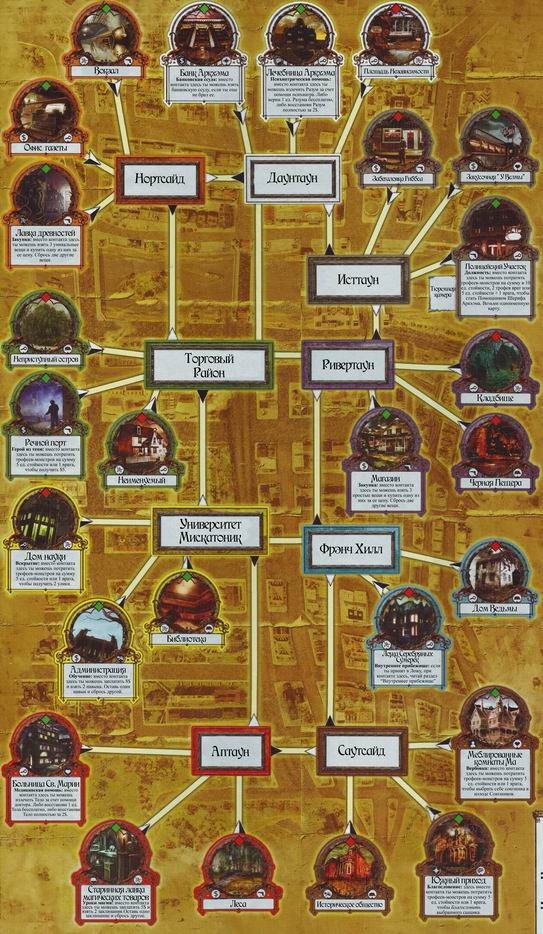 Вокзал
Банк Аркхэма
Банковская ссуда: вместо
контакта здесь ты можешь взять
банковскую ссуду, если ты еще
не брал ее.
Лечебница Аркхэма
Психиатрическая помощь:
вместо контакта здесь ты
можешь излечить Разум за счет
помощи психиатра. Либо
верни 1 ед. Разума бесплатно,
либо восстанови Разум
полностью за 2$.
Площадь Независимости
Офис газеты
Нортсайд
Даунтаун
Забегаловка Хиббса
Закусочная "У Велмы"
Лавка древностей
Закупка: вместо контакта здесь
ты можешь взять 3 уникальные
вещи и купить одну из них за
ее цену. Сбрось две другие
вещи.
Исттаун
Тюремная
камера
Полицейский Участок
Должность: вместо контакта
здесь ты можешь потратить
трофеев-монстров на сумму в 10
ед. стойкости, 2 трофея врат или
5 ед. стойкости + 1 врата, чтобы
стать Помощником Шерифа
Аркхэма. Возьми одноименную
карту.
Неприступный остров
Торговый
Район
Ривертаун
Кладбище
Речной порт
Герой из тени: вместо контакта
здесь ты можешь потратить
трофеев-монстров на сумму
5 ед. стойкости или 1 врата,
чтобы получить $5.
Неименуемый
Магазин
Закупка: вместо контакта
здесь ты можешь взять 3
простые вещи и купить одну
из них за ее цену. Сбрось две
другие вещи.
Черная Пещера
Дом науки
Вскрытие: вместо контакта
здесь ты можешь потратить
трофеев-монстров на сумму
5 ед. стойкости или 1 врата,
чтобы получить 2 улики.
Университет
Мискатоник
Фрэнч Хилл
Дом Ведьмы
Библиотека
Администрация
Обучение: вместо контакта
здесь ты можешь заплатить 8$
и взять 2 навыка. Оставь один
навык и сбрось другой.
Ложа Серебряных
Сумерек
Внутреннее прибежище: если
ты принят в Ложу, при
контакте здесь, читай раздел
"Внутреннее прибежище"
Больница Св. Марии
Медицинская помощь: вместо
контакта здесь ты можешь
излечить Тело за счет помощи
доктора. Либо восстанови 1 ед.
Тела бесплатно, либо восстанови
Тело полностью за 2$.
Аптаун
Саутсайд
Меблированные
комнаты Ма
Вербовка: вместо контакта
здесь ты можешь потратить
трофеев-монстров на сумму 5
ед. стойкости или 1 врата,
чтобы выбрать себе союзника в
колоде Союзников.
Старинная лавка
магических товаров
Уроки магии: вместо контакта
здесь ты можешь заплатить 5$ и
взять 2 заклинания. Оставь одно
заклинание и сбрось другое.
Леса
Историческое общество
Южный приход
Благословение: здесь вместо
контакта ты можешь потратить
трофеев-монстров на сумму 5
ед. стойкости или 1 врата,
чтобы благословить
выбранного сыщика.